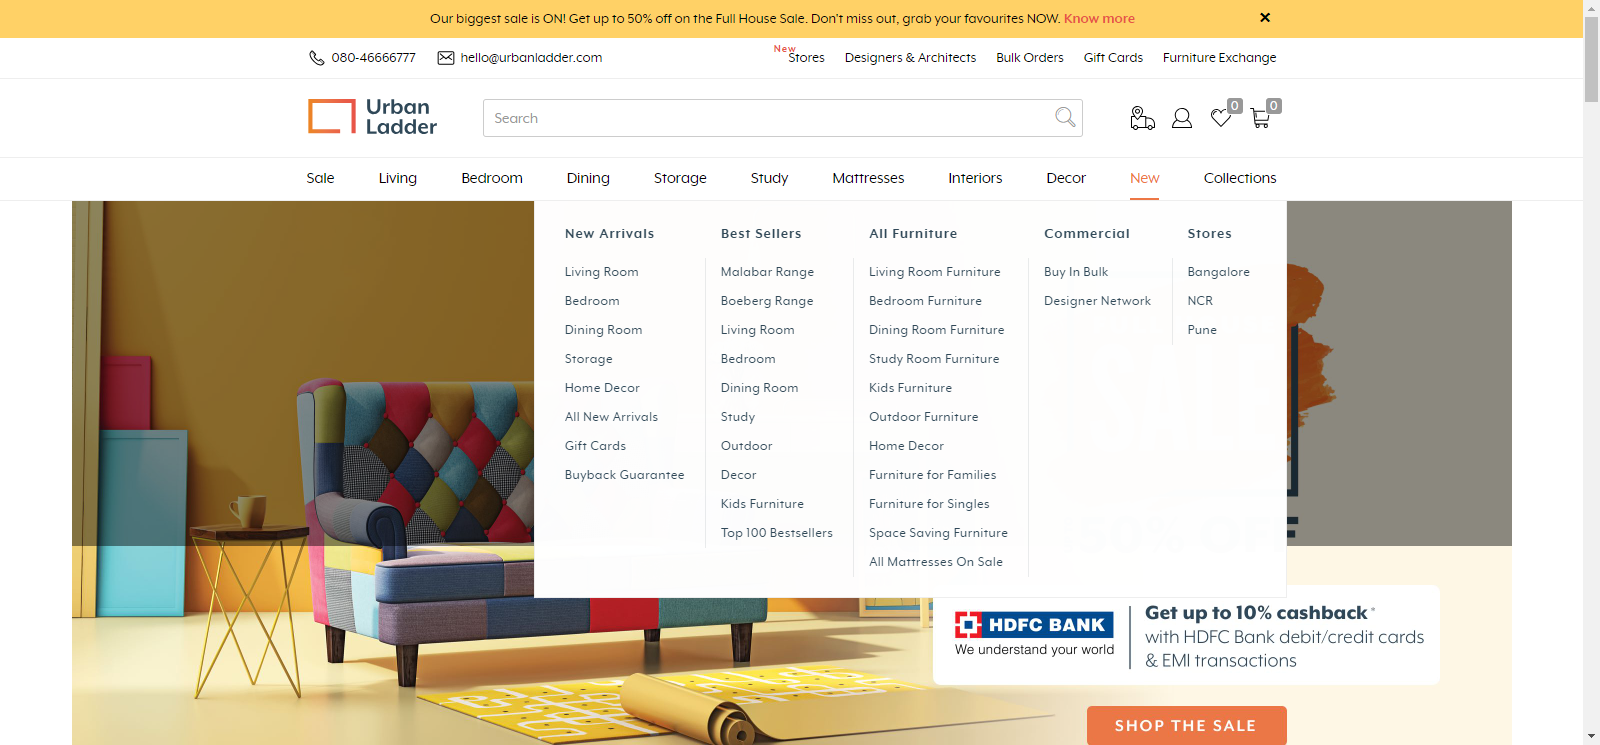 Our biggest sale is ON! Get up to 50% off on the Full House Sale. Don't miss out, grab your favourites NOW. Know more
080-46666777 hello@urbanladder.com New Stores Designers & Architects Bulk Orders Gift Cards Furniture Exchange
Urban
Ladder
Search
0 0
Sale Living Bedroom Dining Storage Study Mattresses Interiors Decor New Collections
New Arrivals
Living Room
Bedroom
Dining Room
Storage
Home Decor
All New Arrivals
Gift Cards
Buyback Guarantee
Best Sellers
Malabar Range
Boeberg Range
Living Room
Bedroom
Dining Room
Study
Outdoor
Decor
Kids Furniture
Top 100 Bestsellers
All Furniture
Living Room Furniture
Bedroom Furniture
Dining Room Furniture
Study Room Furniture
Kids Furniture
Outdoor Furniture
Home Decor
Furniture for Families
Furniture for Singles
Space Saving Furniture
All Mattresses On Sale
Commercial
Buy In Bulk
Designer Network
Stores
Bangalore
NCR
Pune
HDFC BANK
We understand your world
Get up to 10% cashback*
with HDFC Bank debit/credit cards
& EMI transactions
SHOP THE SALE